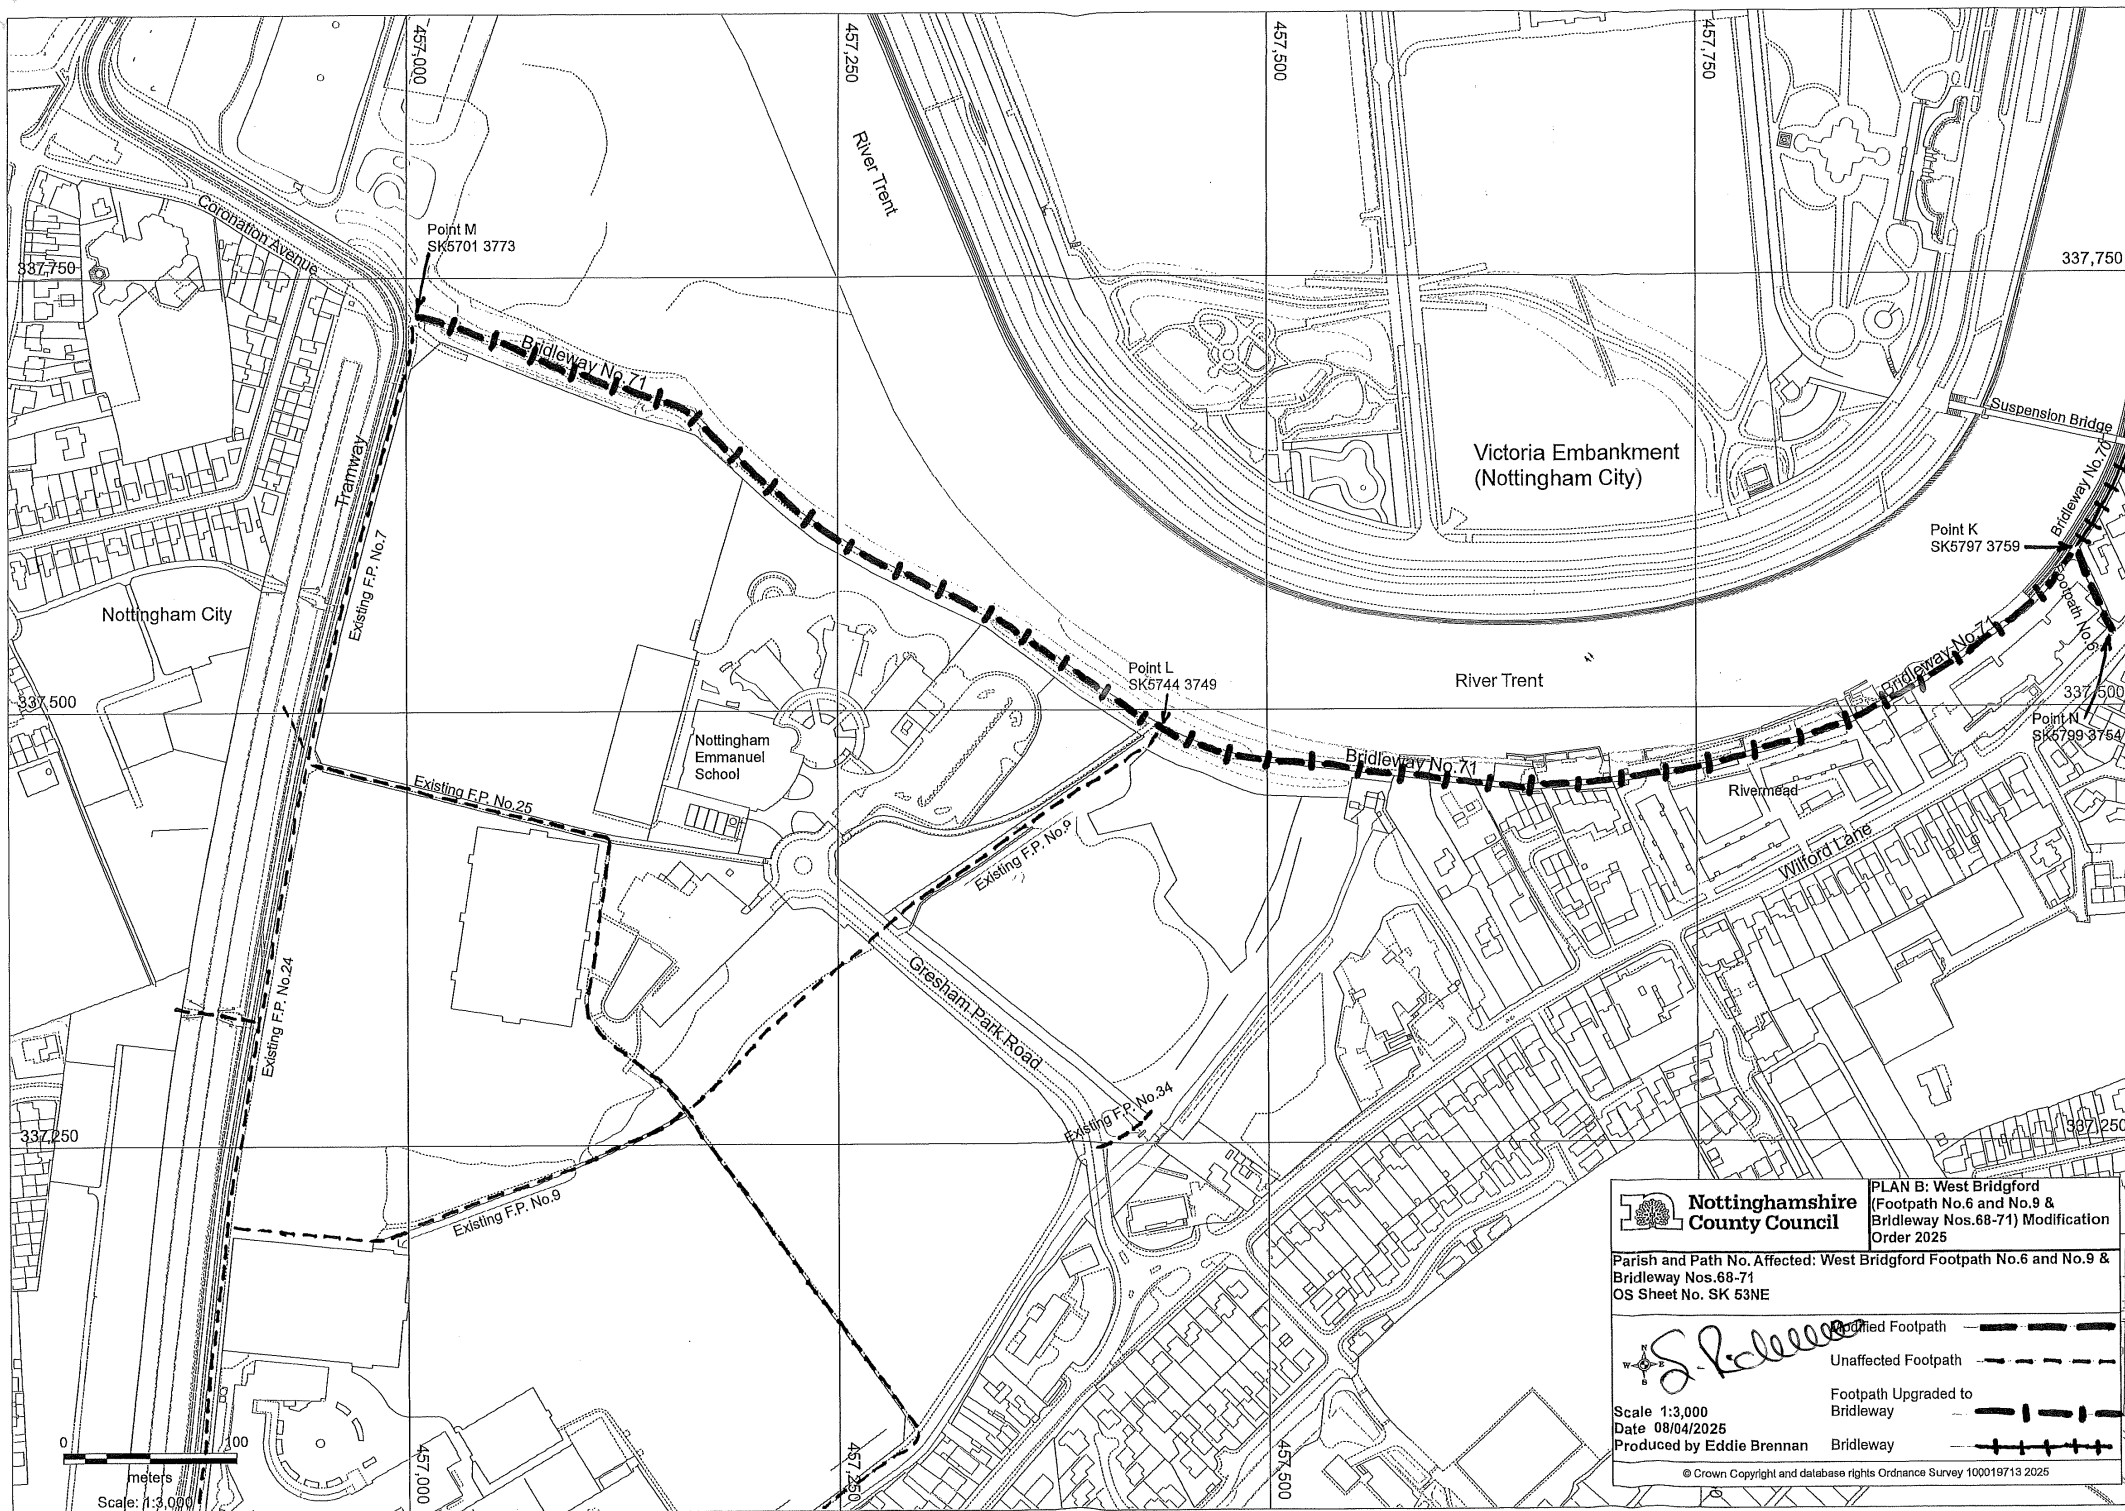 457,000
457,250
457,500
457,750
River Trent
Coronation Avenue
Point M
SK5701 3773
337,750
337,750
Bridleway No.71
Suspension Bridge
Victoria Embankment
(Nottingham City)
Tramway
Bridleway No.70
Existing F.P. No.7
Point K
SK5797 3759
Footpath No.6
Nottingham City
Point L
SK5744 3749
River Trent
Bridleway No.71
337,500
337,500
Point N
SK5799 3754
Nottingham
Emmanuel
School
Bridleway No.71
Existing F.P. No.25
Rivermead
Wilford Lane
Existing F.P. No.9
Gresham Park Road
Existing F.P. No.24
Existing F.P. No.34
337,250
337,250
Existing F.P. No.9
Nottinghamshire
County Council
PLAN B: West Bridgford
(Footpath No.6 and No.9 &
Bridleway Nos.68-71) Modification
Order 2025
Parish and Path No. Affected: West Bridgford Footpath No.6 and No.9 &
Bridleway Nos.68-71
OS Sheet No. SK 53NE
Modified Footpath
N
W E
S
Unaffected Footpath
Footpath Upgraded to
Bridleway
Scale 1:3,000
Date 08/04/2025
Produced by Eddie Brennan
Bridleway
© Crown Copyright and database rights Ordnance Survey 100019713 2025
0 100
meters
Scale: 1:3,000
457,000
457,250
457,500